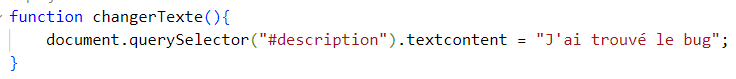 function changerTexte(){
    document.querySelector("#description").textcontent = "J'ai trouvé le bug";
}